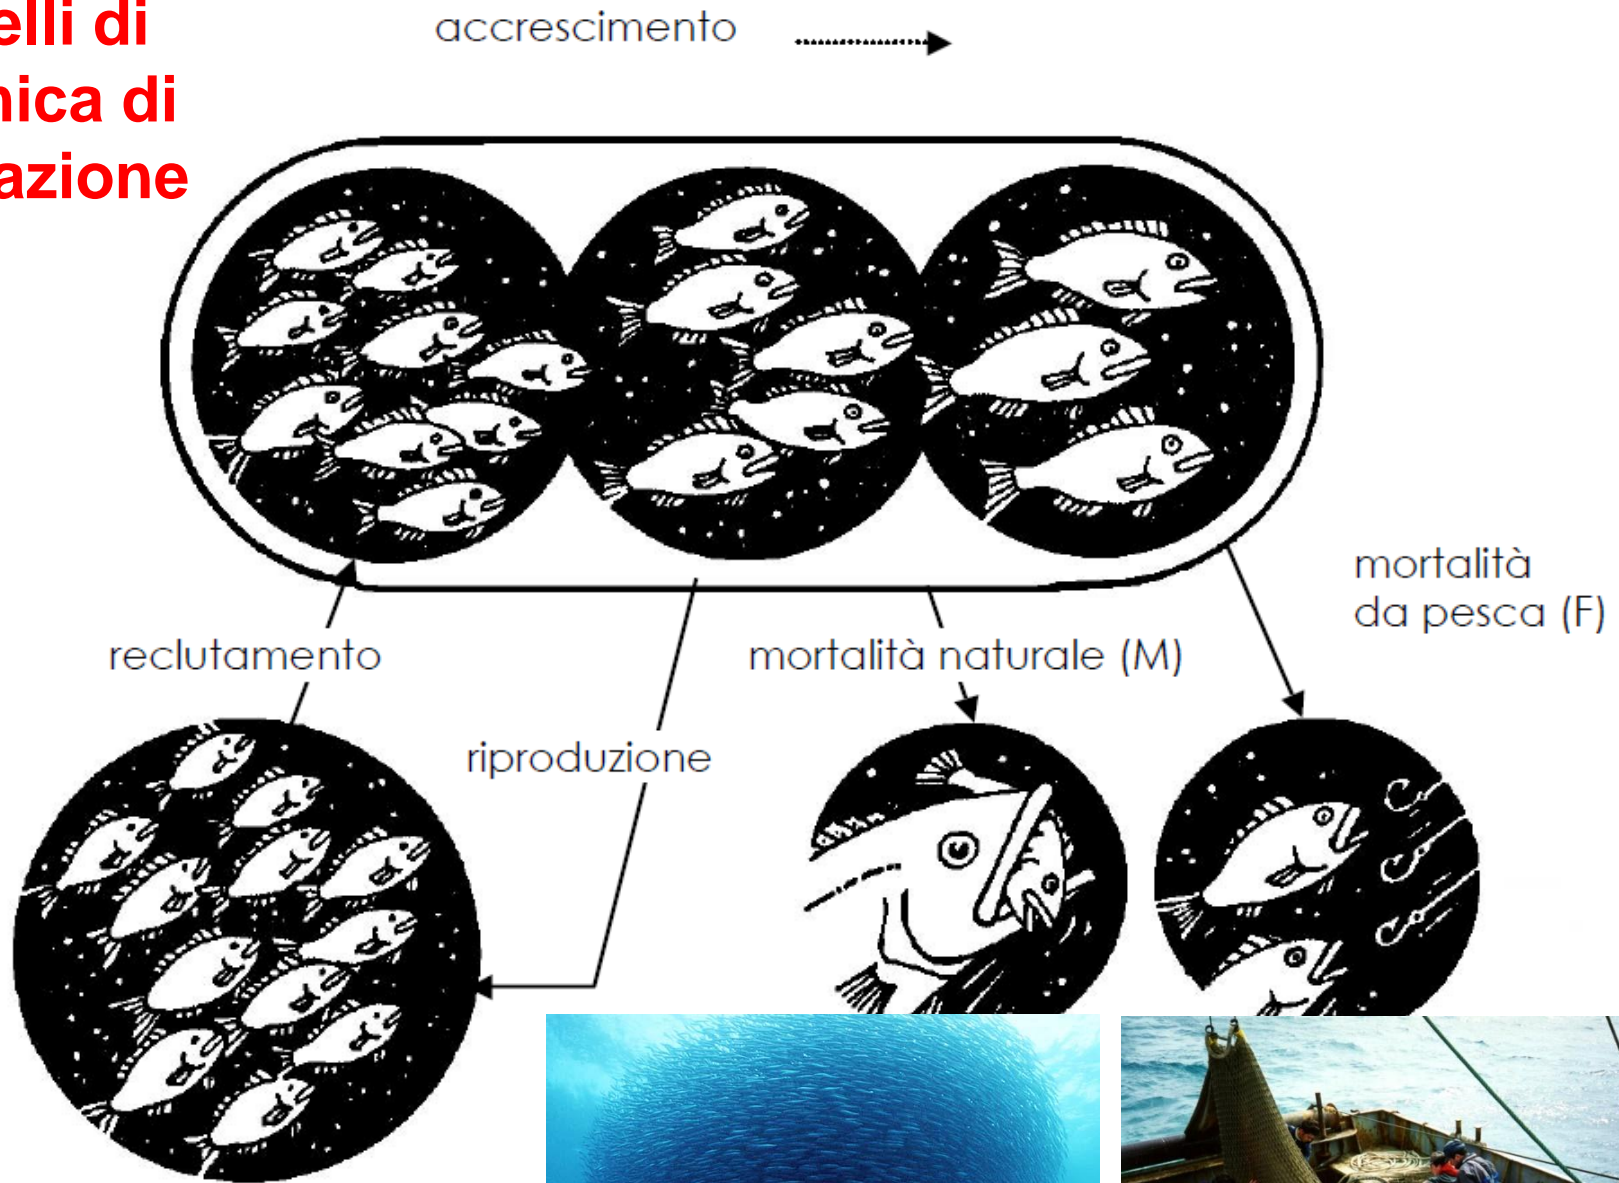 elli di
accrescimento
nica di
azione
mortalità
da pesca (F)
reclutamento
mortalità naturale (M)
riproduzione